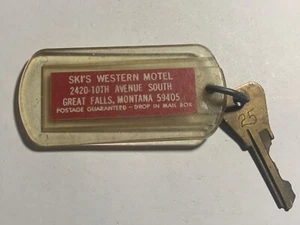 SKI'S WESTERN MOTEL
2420-10TH AVENUE SOUTH
GREAT FALLS, MONTANA 59405
POSTAGE GUARANTEED - DROP IN MAIL BOX
25